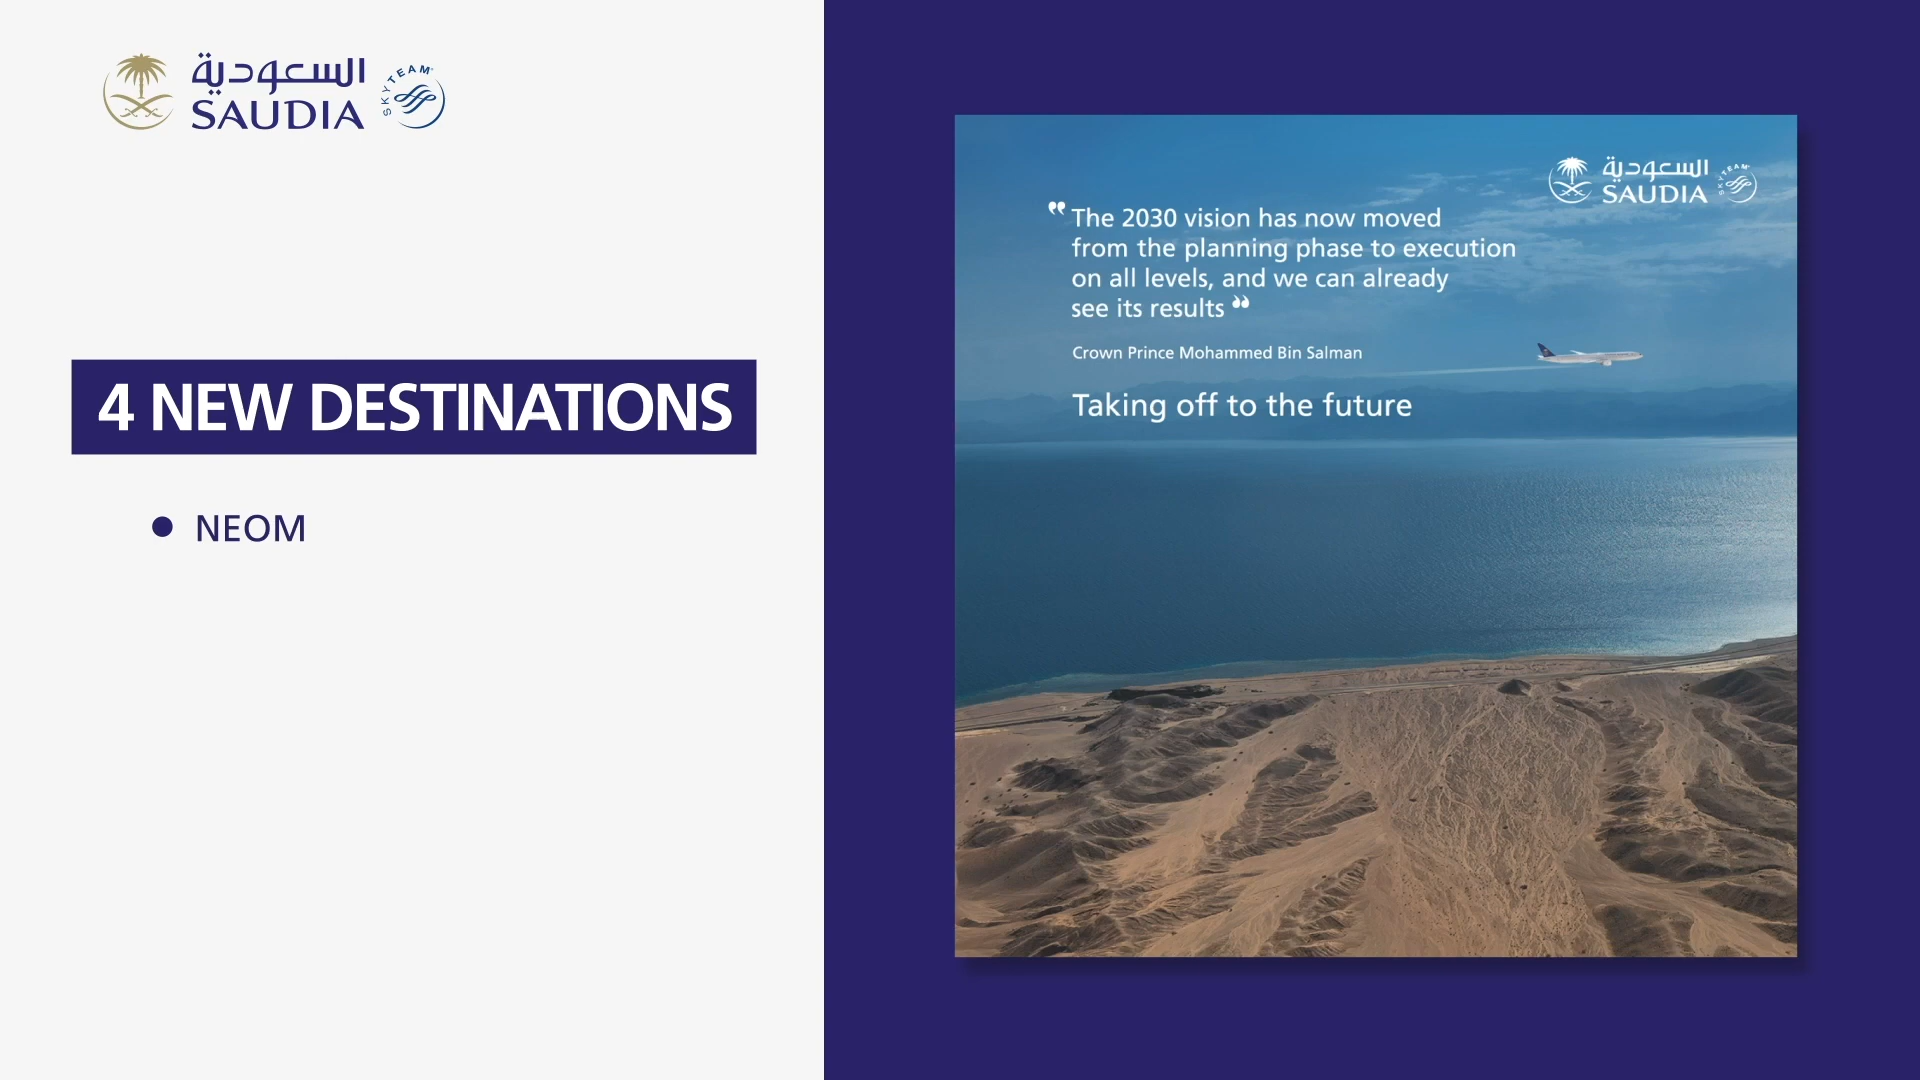 السعودية
SAUDIA
SKYTEAM
4 NEW DESTINATIONS
NEOM
السعودية
SAUDIA
SKYTEAM
"The 2030 vision has now moved
from the planning phase to execution
on all levels, and we can already
see its results"
Crown Prince Mohammed Bin Salman
Taking off to the future